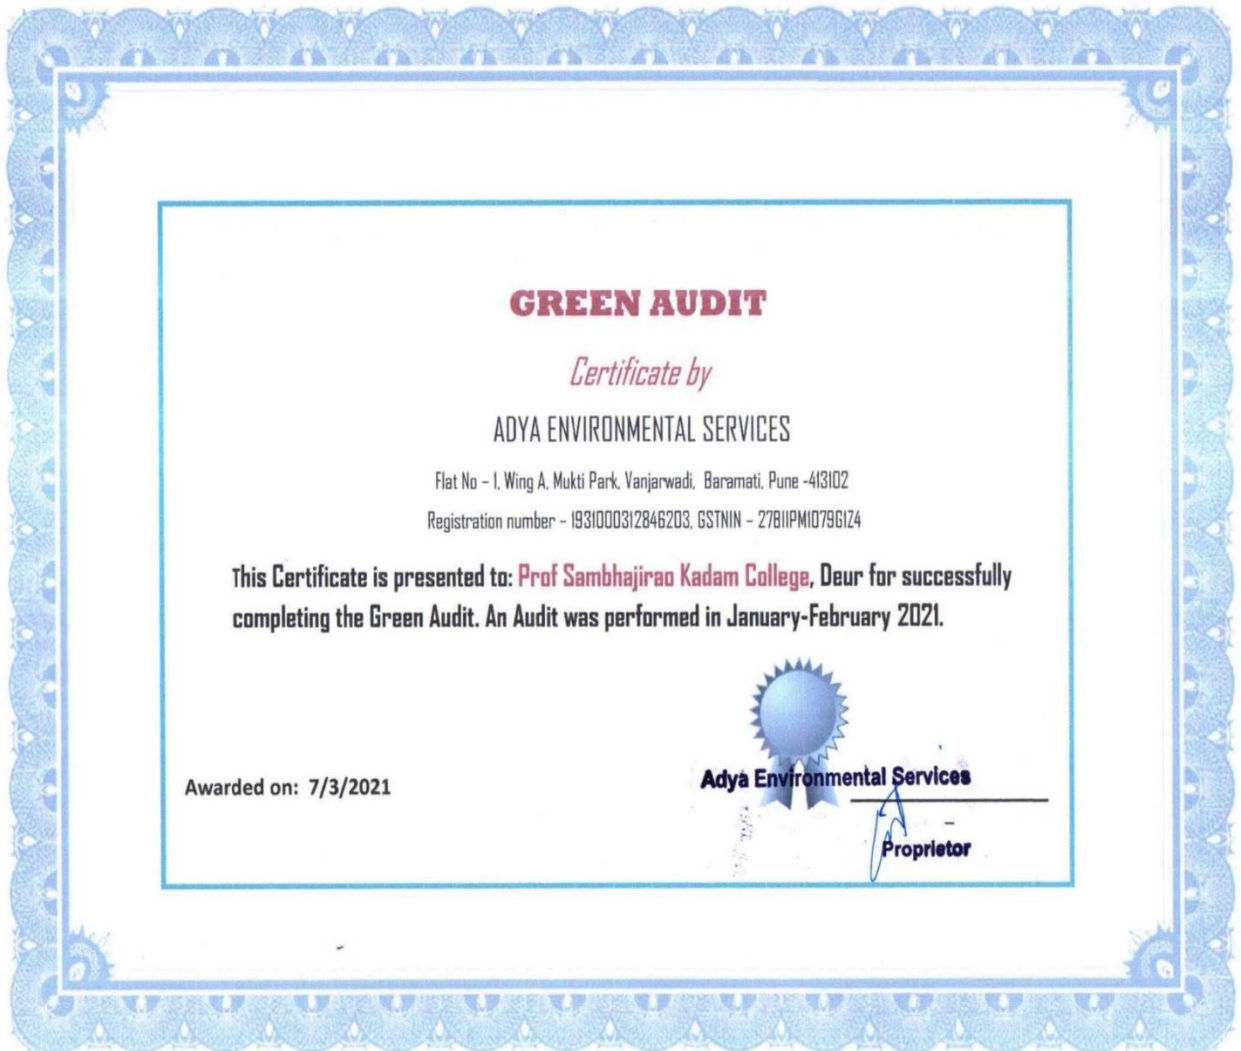 GREEN AUDIT
Certificate by
ADYA ENVIRONMENTAL SERVICES
Flat No – 1, Wing A, Mukti Park, Vanjarwadi, Baramati, Pune -413102
Registration number – 1931000312846203, GSTNIN – 27BIIPM1079G1Z4
This Certificate is presented to: Prof Sambhajirao Kadam College, Deur for successfully
completing the Green Audit. An Audit was performed in January-February 2021.
Awarded on: 7/3/2021
Adya Environmental Services
Proprietor